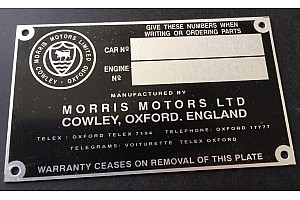 GIVE THESE NUMBERS WHEN
WRITING OR ORDERING PARTS
MORRIS MOTORS LIMITED
COWLEY, OXFORD
CAR No
ENGINE
No
MANUFACTURED BY
MORRIS MOTORS LTD
COWLEY, OXFORD. ENGLAND
TELEX : OXFORD TELEX 7194 TELEPHONE: OXFORD 17777
TELEGRAMS: VOITURETTE TELEX OXFORD
WARRANTY CEASES ON REMOVAL OF THIS PLATE